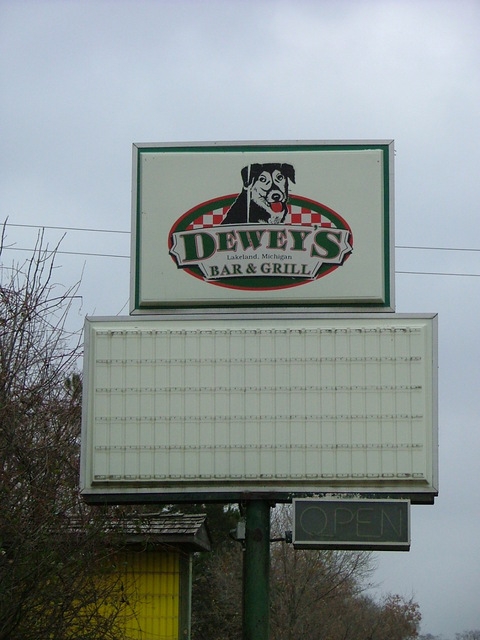 DEWEY'S
Lakeland, Michigan
BAR & GRILL
OPEN